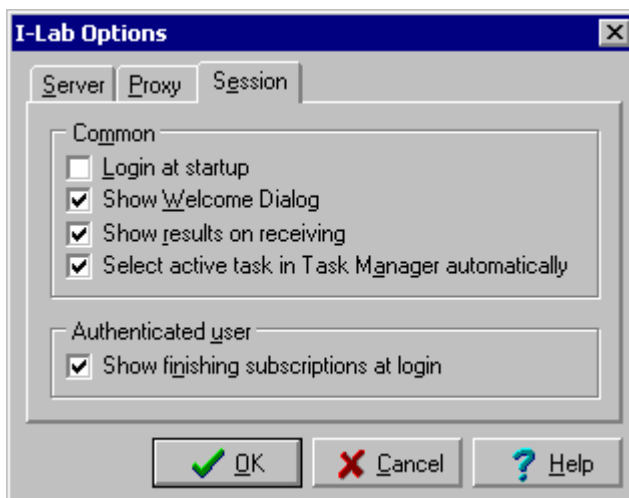 I-Lab Options
Server Proxy Session
Common
Login at startup
Show Welcome Dialog
Show results on receiving
Select active task in Task Manager automatically
Authenticated user
Show finishing subscriptions at login
OK Cancel Help